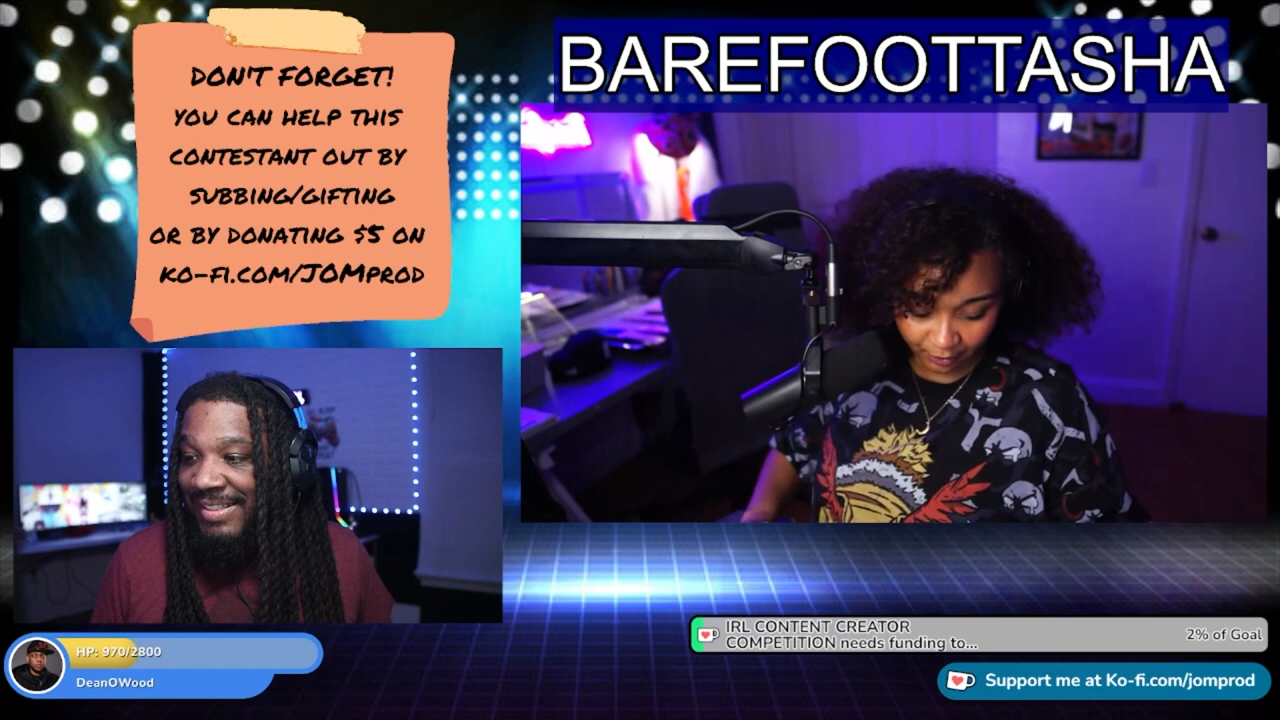 DON'T FORGET!
YOU CAN HELP THIS
CONTESTANT OUT BY
SUBBING/GIFTING
OR BY DONATING $5 ON
KO-FI.COM/JOMPROD
BAREFOOTTASHA
HP: 970/2800
DeanOWood
IRL CONTENT CREATOR
COMPETITION needs funding to...
2% of Goal
Support me at Ko-fi.com/jomprod